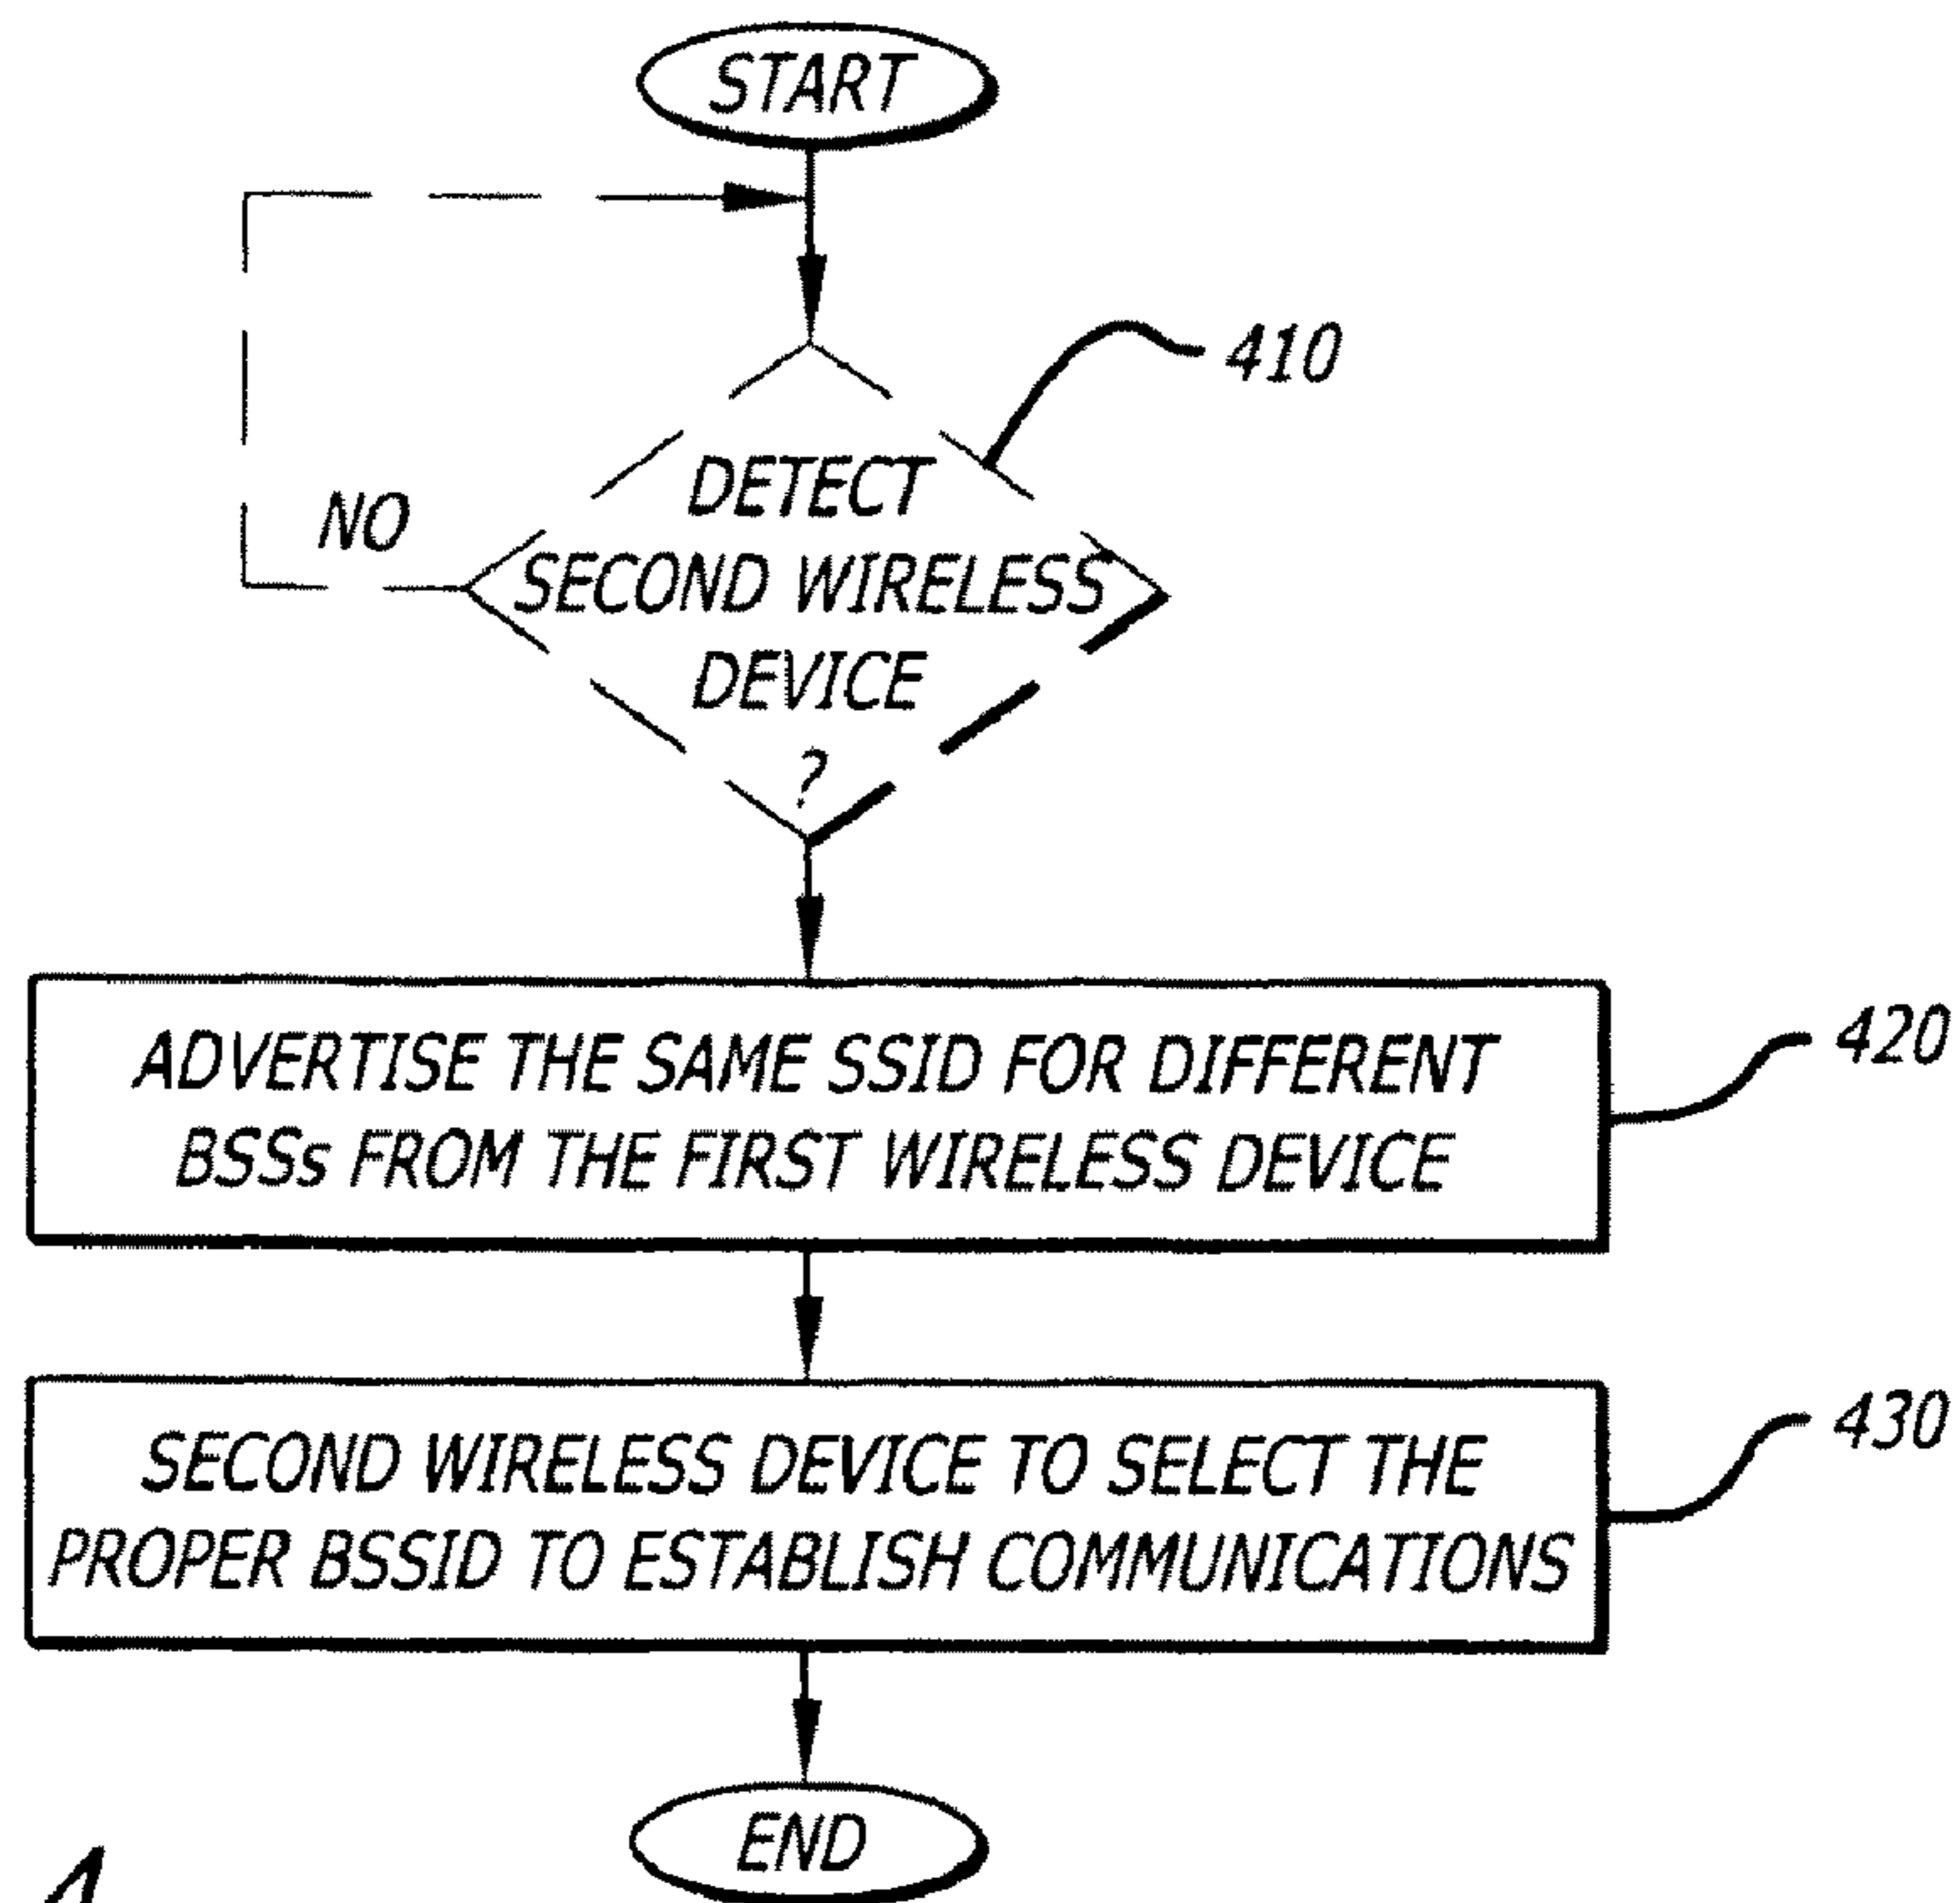 START
410
DETECT
NO
SECOND WIRELESS
DEVICE
?
ADVERTISE THE SAME SSID FOR DIFFERENT
BSSs FROM THE FIRST WIRELESS DEVICE
420
SECOND WIRELESS DEVICE TO SELECT THE
PROPER BSSID TO ESTABLISH COMMUNICATIONS
430
END